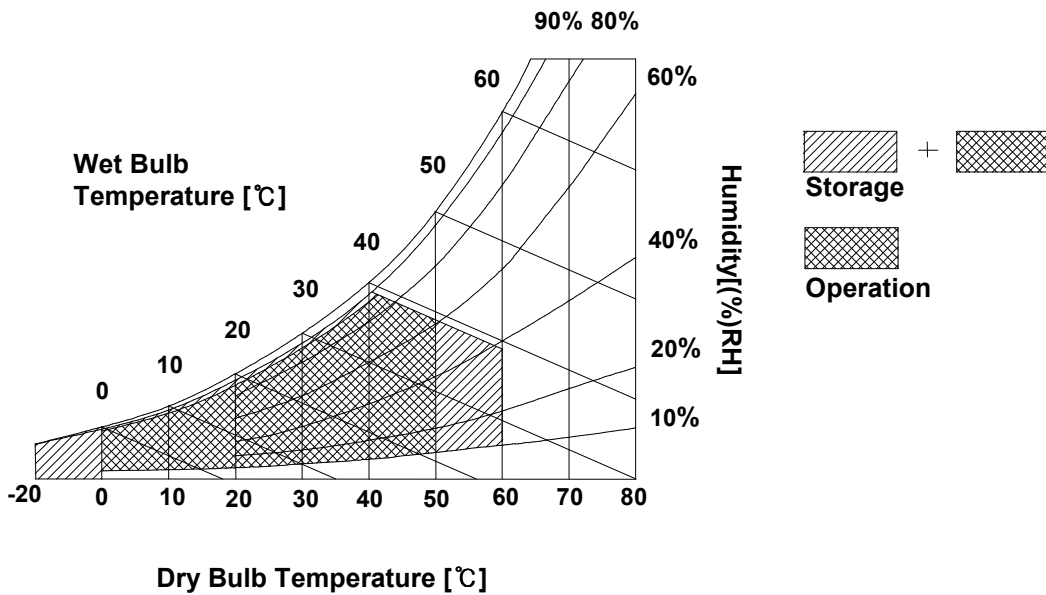 90% 80%
60
60%
Wet Bulb
Temperature [℃]
50
40
30
20
10
0
Humidity[(%)RH]
40%
20%
10%
+
Storage
Operation
-20 0 10 20 30 40 50 60 70 80
Dry Bulb Temperature [℃]